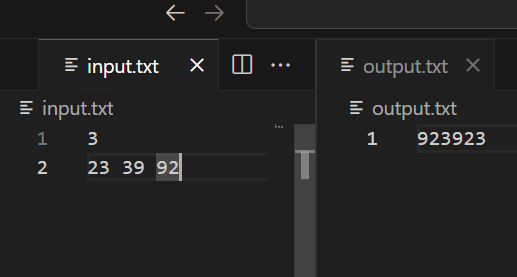 input.txt
output.txt
input.txt
output.txt
1 3
1 923923
2 23 39 92